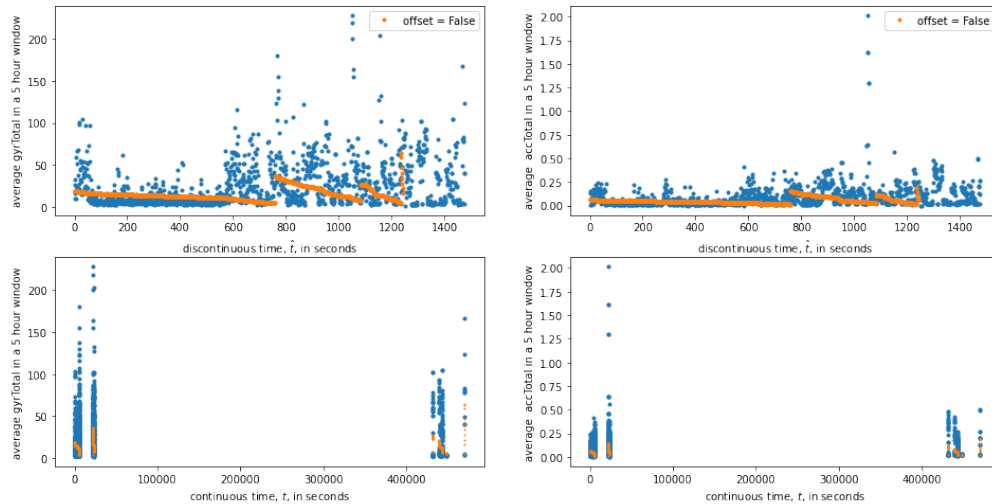 offset = False
200
150
100
50
0
average gyrTotal in a 5 hour window
0 200 400 600 800 1000 1200 1400
discontinuous time, t̂, in seconds
offset = False
2.00
1.75
1.50
1.25
1.00
0.75
0.50
0.25
0.00
average accTotal in a 5 hour window
0 200 400 600 800 1000 1200 1400
discontinuous time, t̂, in seconds
200
150
100
50
0
average gyrTotal in a 5 hour window
0 100000 200000 300000 400000
continuous time, t, in seconds
2.00
1.75
1.50
1.25
1.00
0.75
0.50
0.25
0.00
average accTotal in a 5 hour window
0 100000 200000 300000 400000
continuous time, t, in seconds